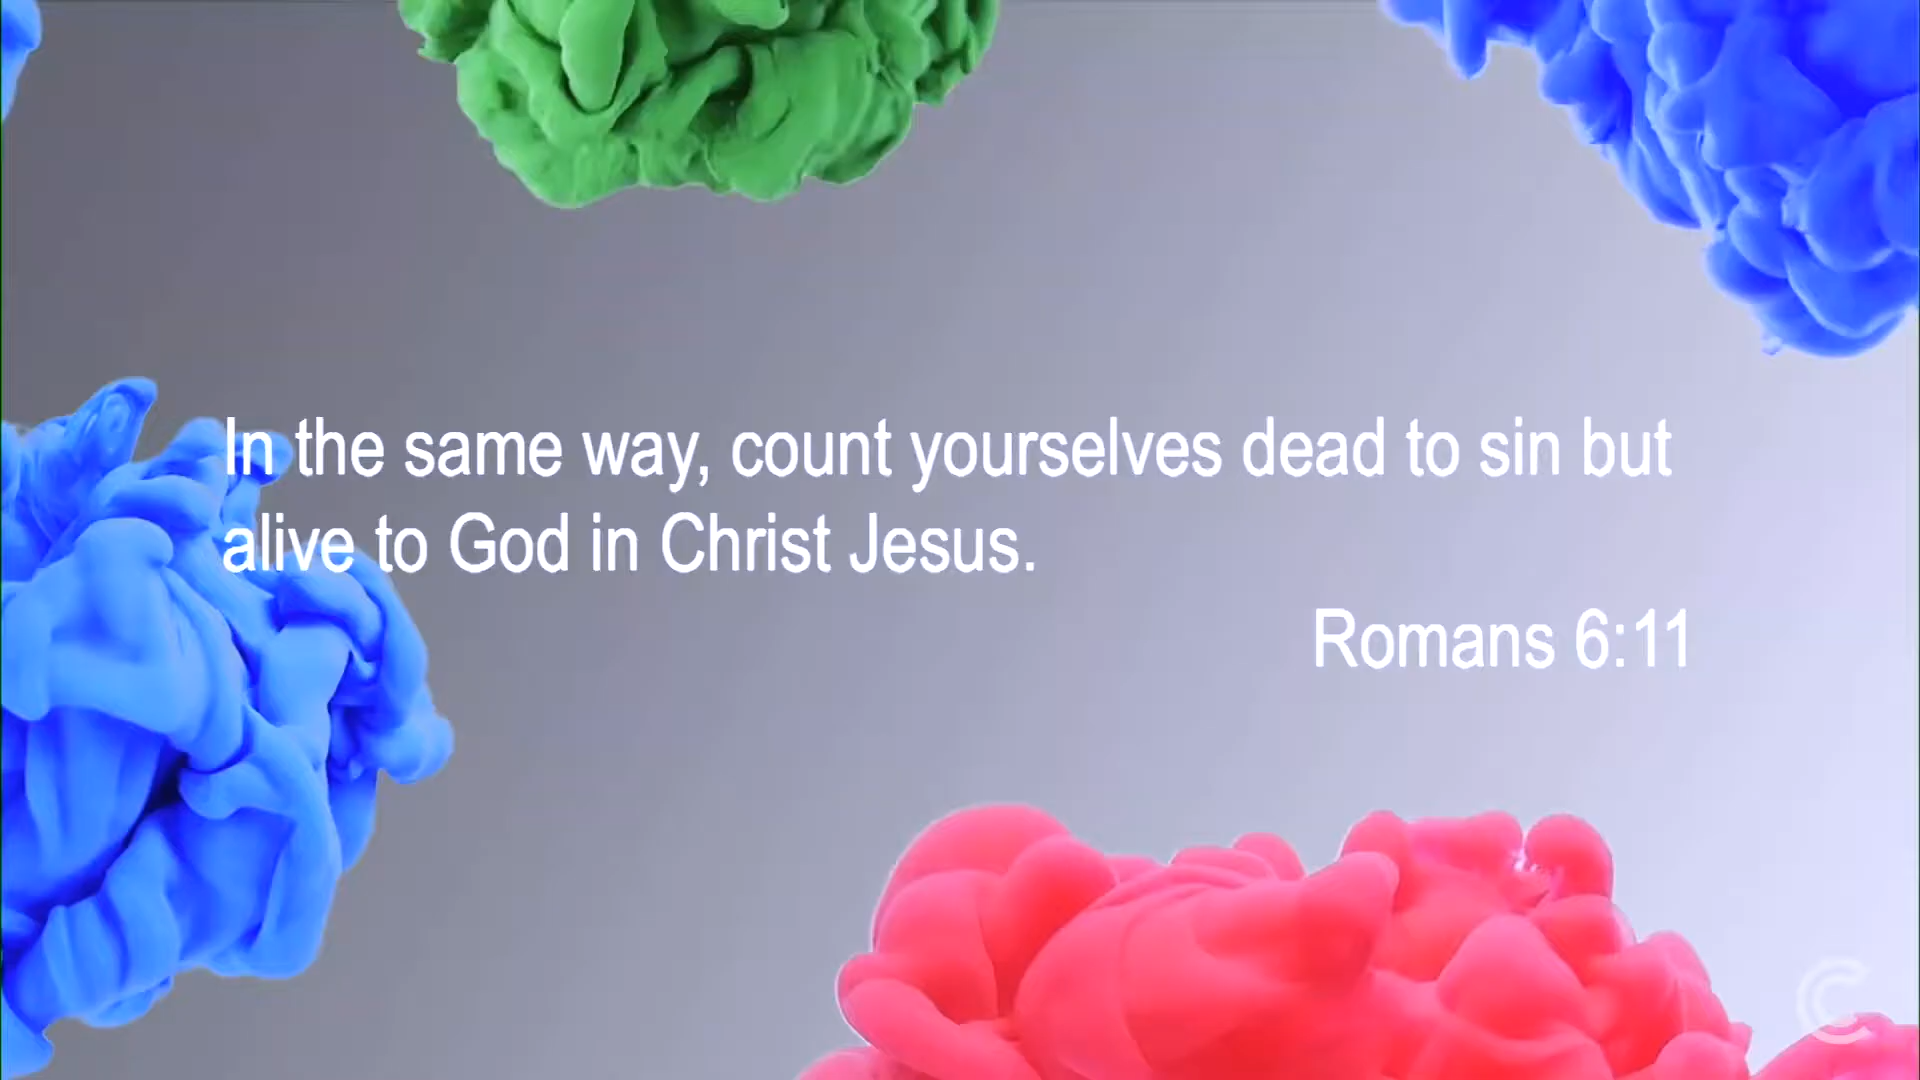 In the same way, count yourselves dead to sin but
alive to God in Christ Jesus.
Romans 6:11